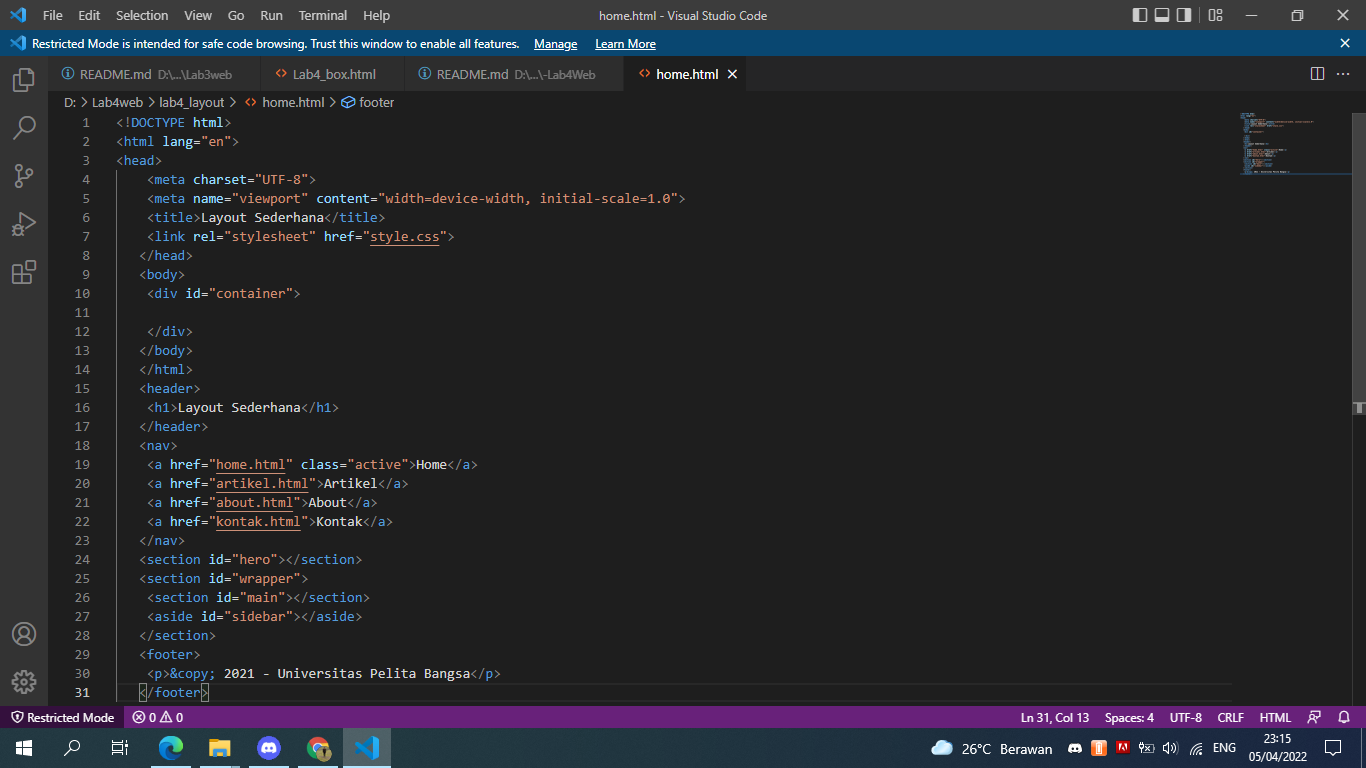 File Edit Selection View Go Run Terminal Help home.html - Visual Studio Code
Restricted Mode is intended for safe code browsing. Trust this window to enable all features. Manage Learn More
README.md D:\...\Lab3web Lab4_box.html README.md D:\...\-Lab4Web home.html
D: > Lab4web > lab4_layout > home.html > footer
1 <!DOCTYPE html>
2 <html lang="en">
3 <head>
4 <meta charset="UTF-8">
5 <meta name="viewport" content="width=device-width, initial-scale=1.0">
6 <title>Layout Sederhana</title>
7 <link rel="stylesheet" href="style.css">
8 </head>
9 <body>
10 <div id="container">
11
12 </div>
13 </body>
14 </html>
15 <header>
16 <h1>Layout Sederhana</h1>
17 </header>
18 <nav>
19 <a href="home.html" class="active">Home</a>
20 <a href="artikel.html">Artikel</a>
21 <a href="about.html">About</a>
22 <a href="kontak.html">Kontak</a>
23 </nav>
24 <section id="hero"></section>
25 <section id="wrapper">
26 <section id="main"></section>
27 <aside id="sidebar"></aside>
28 </section>
29 <footer>
30 <p>&copy; 2021 - Universitas Pelita Bangsa</p>
31 </footer>
Restricted Mode 0 0 Ln 31, Col 13 Spaces: 4 UTF-8 CRLF HTML
26°C Berawan ENG 23:15
05/04/2022